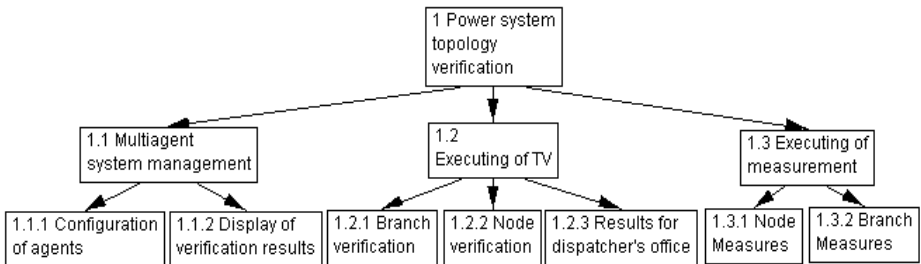 1 Power system
topology
verification
1.1 Multiagent
system management
1.2
Executing of TV
1.3 Executing of
measurement
1.1.1 Configuration
of agents
1.1.2 Display of
verification results
1.2.1 Branch
verification
1.2.2 Node
verification
1.2.3 Results for
dispatcher's office
1.3.1 Node
Measures
1.3.2 Branch
Measures